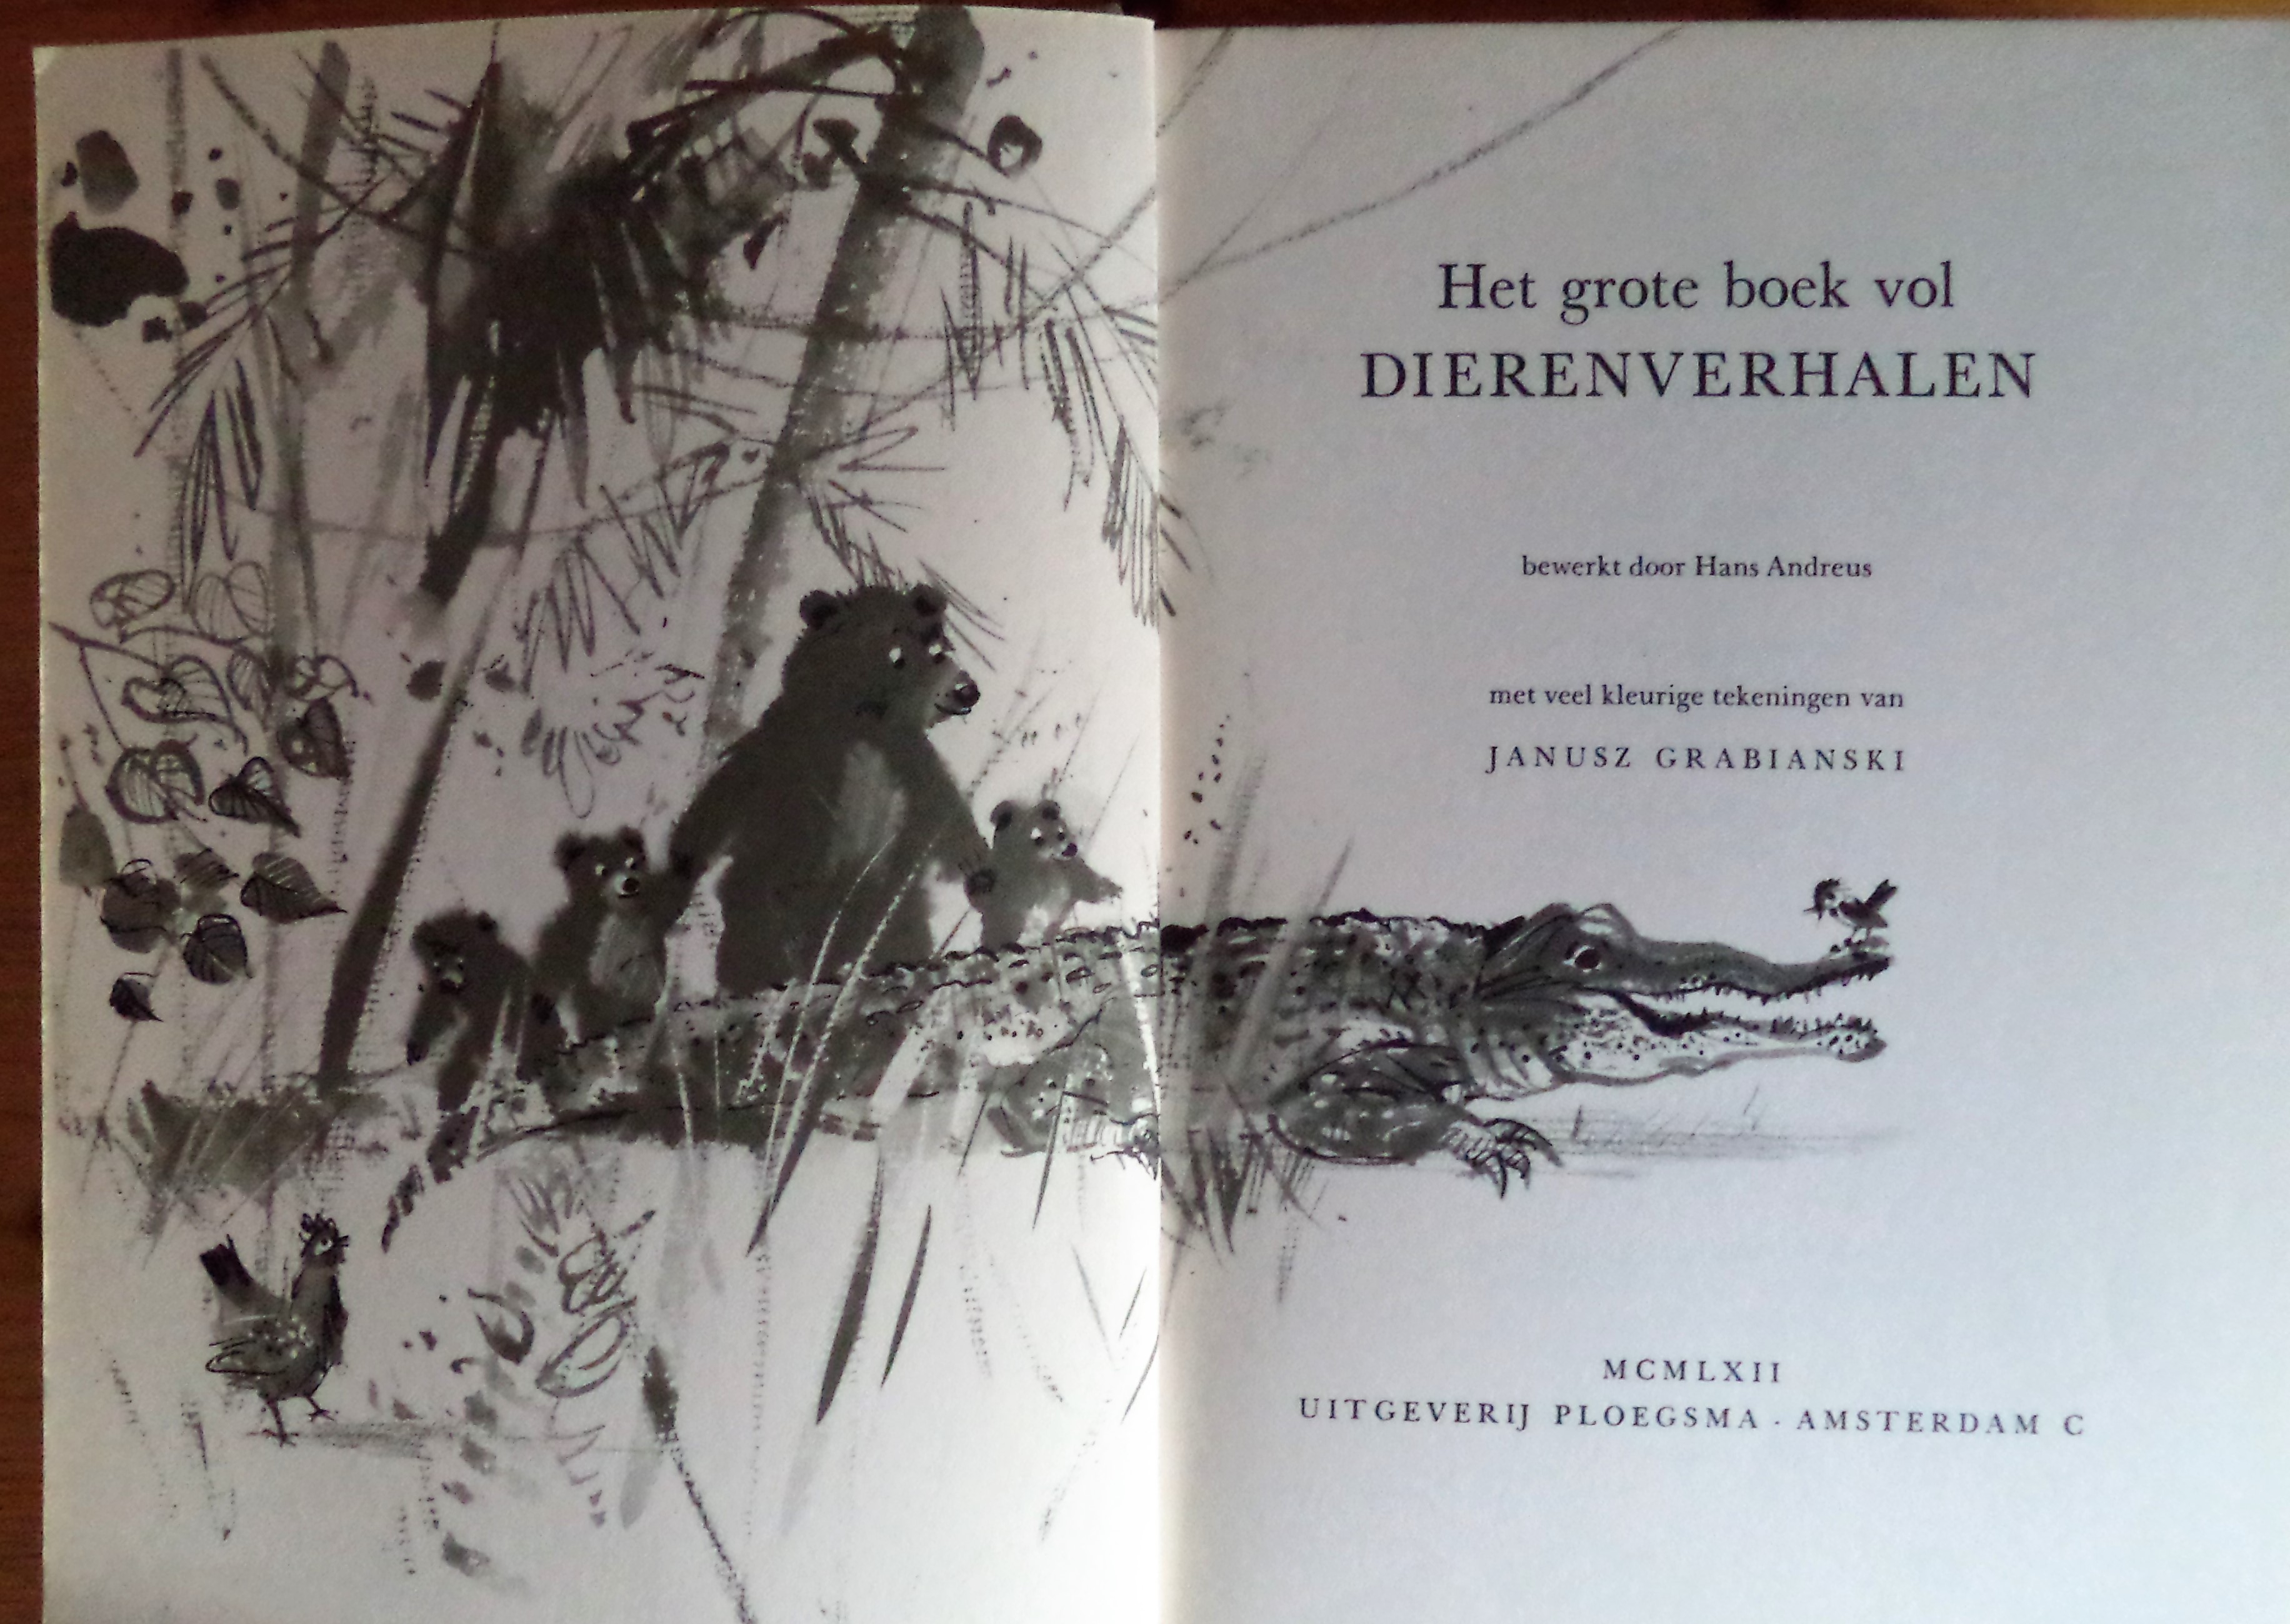 Het grote boek vol
DIERENVERHALEN
bewerkt door Hans Andreus
met veel kleurige tekeningen van
JANUSZ GRABIANSKI
MCMLXII
UITGEVERIJ PLOEGSMA · AMSTERDAM C